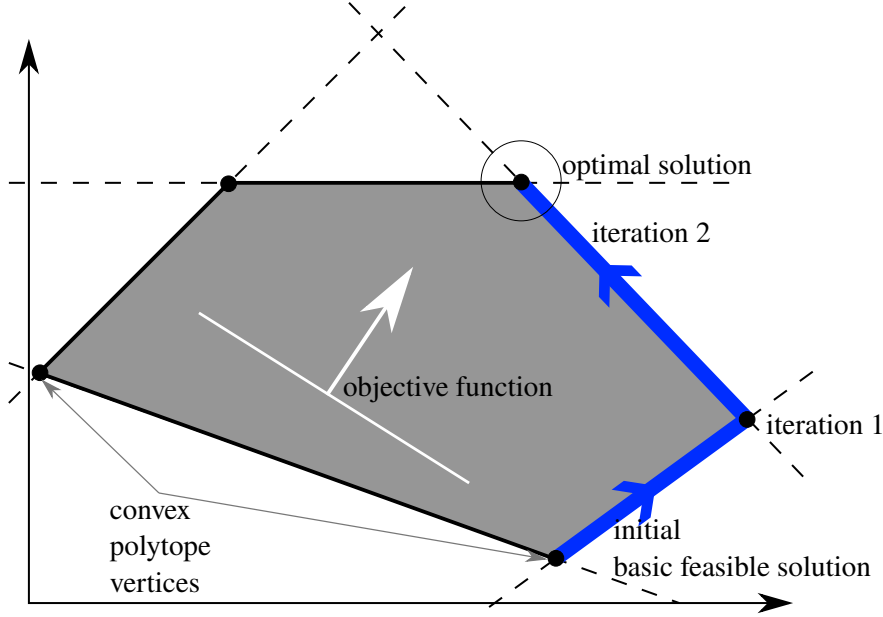 optimal solution
iteration 2
objective function
iteration 1
convex
polytope
vertices
initial
basic feasible solution